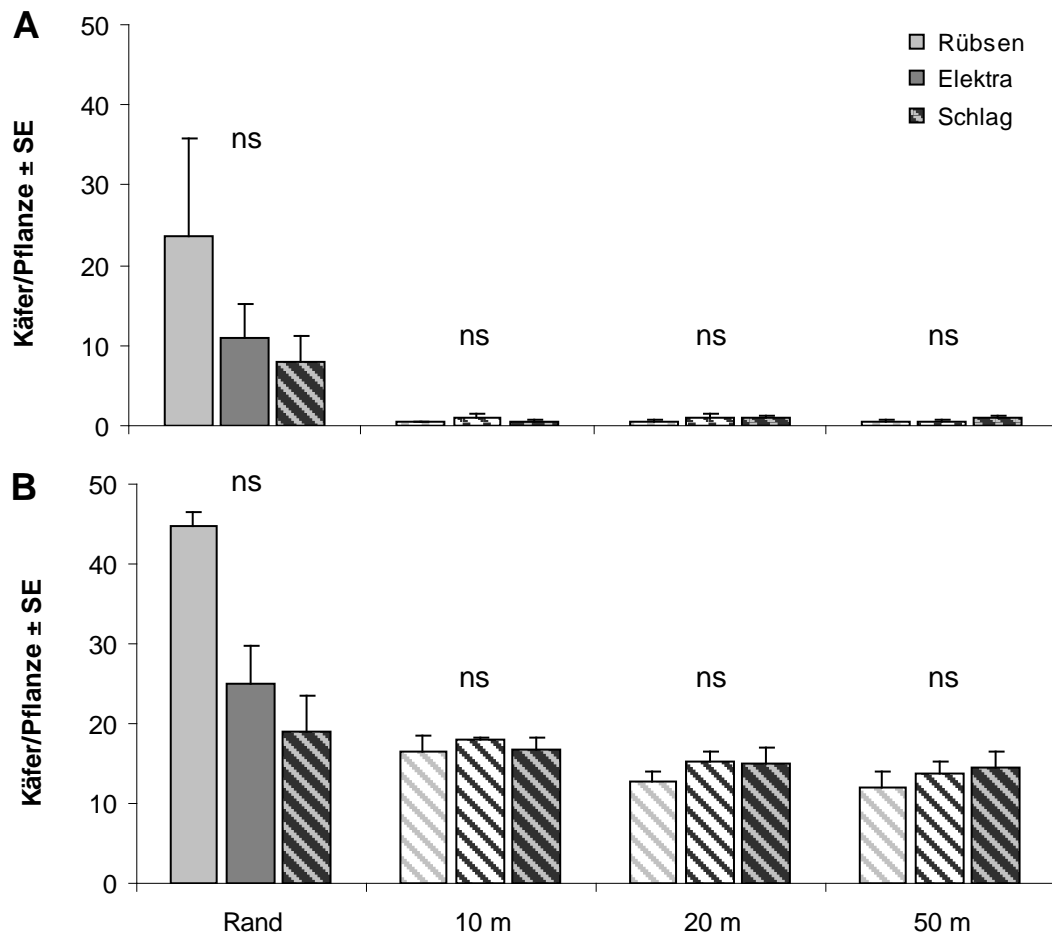 A
Käfer/Pflanze ± SE
50
40
30
20
10
0
Rübsen
Elektra
Schlag
ns
ns
ns
ns
B
Käfer/Pflanze ± SE
50
40
30
20
10
0
ns
ns
ns
ns
Rand
10 m
20 m
50 m